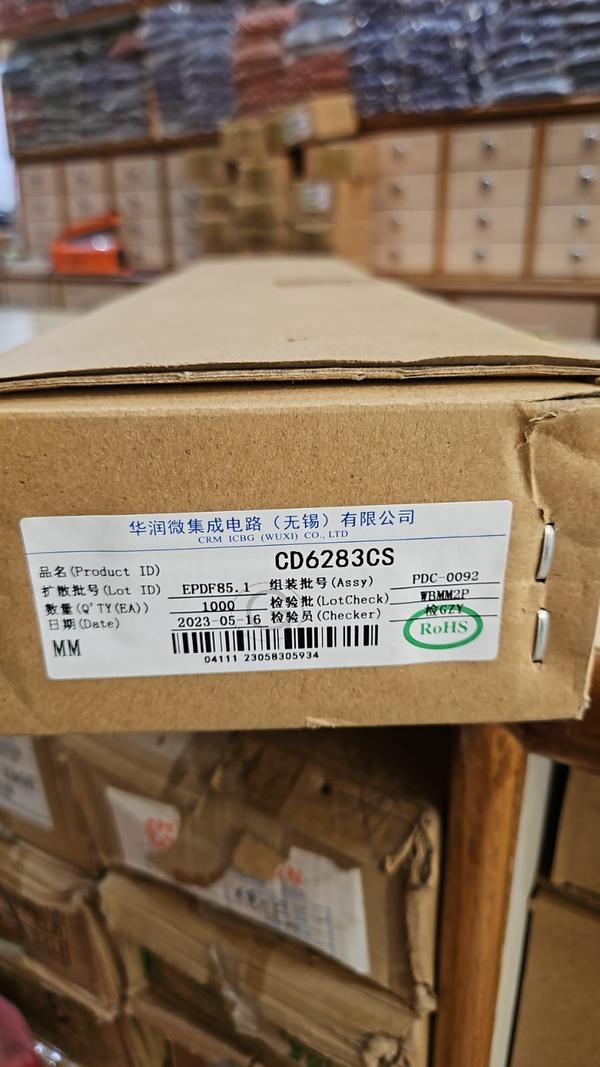 华润微集成电路（无锡）有限公司
CRM ICBG (WUXI) CO., LTD
品名(Product ID) CD6283CS
扩散批号(Lot ID) EPDF85.1 组装批号(Assy) PDC-0092
数量(Q'TY(EA)) 1000 检验批(LotCheck) WBMM2P
日期(Date) 2023-05-16 检验员(Checker) 检GZY
MM
RoHS
04111 23058305934